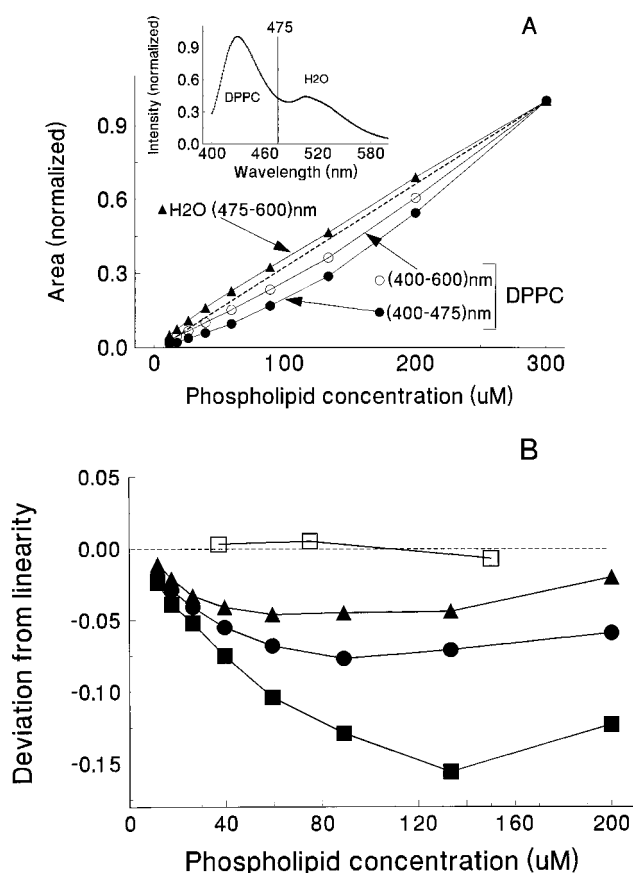 A
475
Intensity (normalized)
1.0
0.9
0.6
0.3
0.0
DPPC
H2O
400 460 520 580
Wavelength (nm)
Area (normalized)
0.9
0.6
0.3
0.0
H2O (475-600)nm
(400-600)nm
(400-475)nm
DPPC
0 100 200 300
Phospholipid concentration (uM)
B
Deviation from linearity
0.05
0.00
-0.05
-0.10
-0.15
0 40 80 120 160 200
Phospholipid concentration (uM)